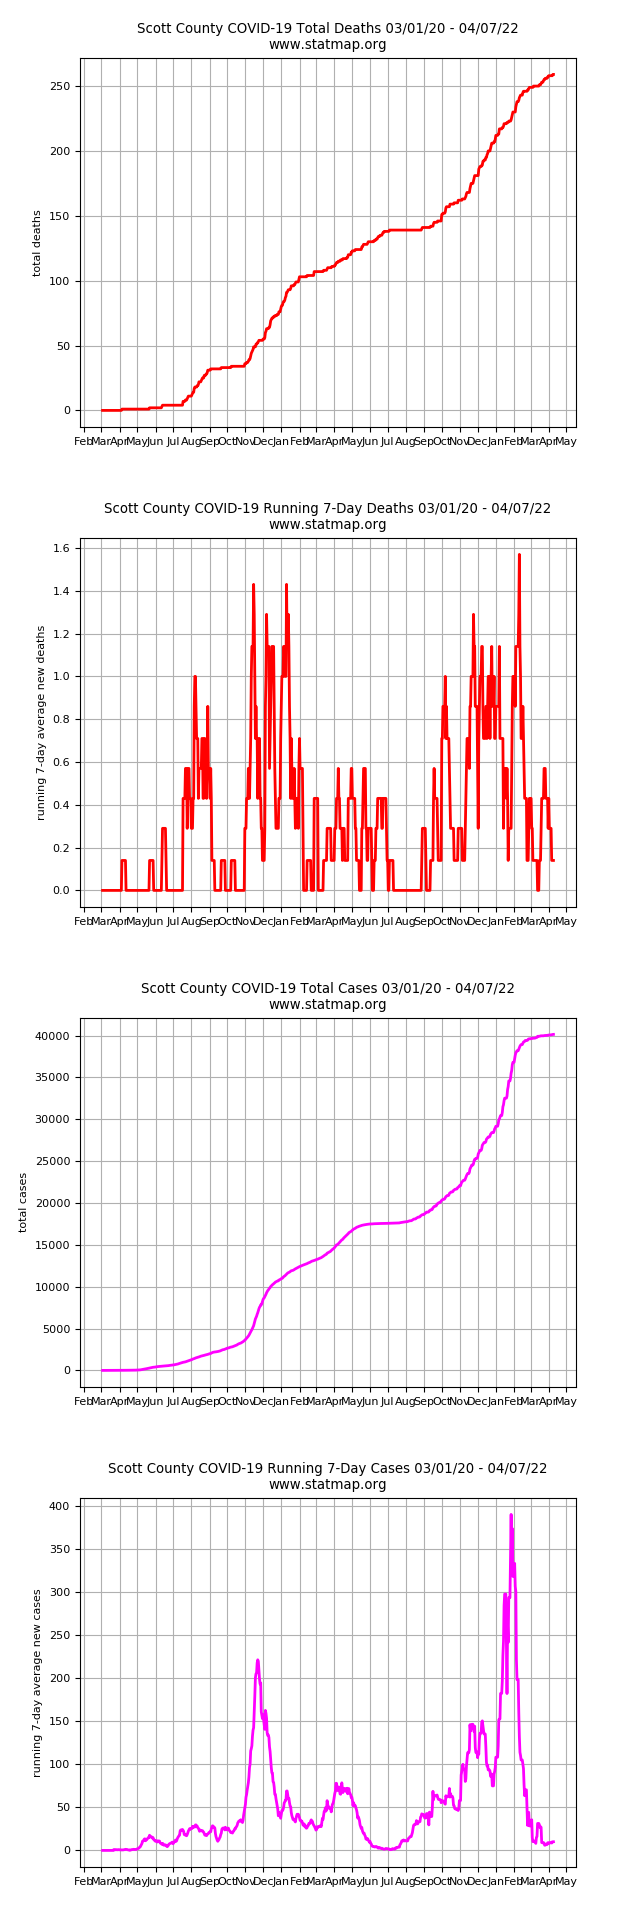 Scott County COVID-19 Total Deaths 03/01/20 - 04/07/22
www.statmap.org
250
200
150
100
50
0
total deaths
Feb Mar Apr May Jun Jul Aug Sep Oct Nov Dec Jan Feb Mar Apr May Jun Jul Aug Sep Oct Nov Dec Jan Feb Mar Apr May
Scott County COVID-19 Running 7-Day Deaths 03/01/20 - 04/07/22
www.statmap.org
1.6
1.4
1.2
1.0
0.8
0.6
0.4
0.2
0.0
running 7-day average new deaths
Feb Mar Apr May Jun Jul Aug Sep Oct Nov Dec Jan Feb Mar Apr May Jun Jul Aug Sep Oct Nov Dec Jan Feb Mar Apr May
Scott County COVID-19 Total Cases 03/01/20 - 04/07/22
www.statmap.org
40000
35000
30000
25000
20000
15000
10000
5000
0
total cases
Feb Mar Apr May Jun Jul Aug Sep Oct Nov Dec Jan Feb Mar Apr May Jun Jul Aug Sep Oct Nov Dec Jan Feb Mar Apr May
Scott County COVID-19 Running 7-Day Cases 03/01/20 - 04/07/22
www.statmap.org
400
350
300
250
200
150
100
50
0
running 7-day average new cases
Feb Mar Apr May Jun Jul Aug Sep Oct Nov Dec Jan Feb Mar Apr May Jun Jul Aug Sep Oct Nov Dec Jan Feb Mar Apr May